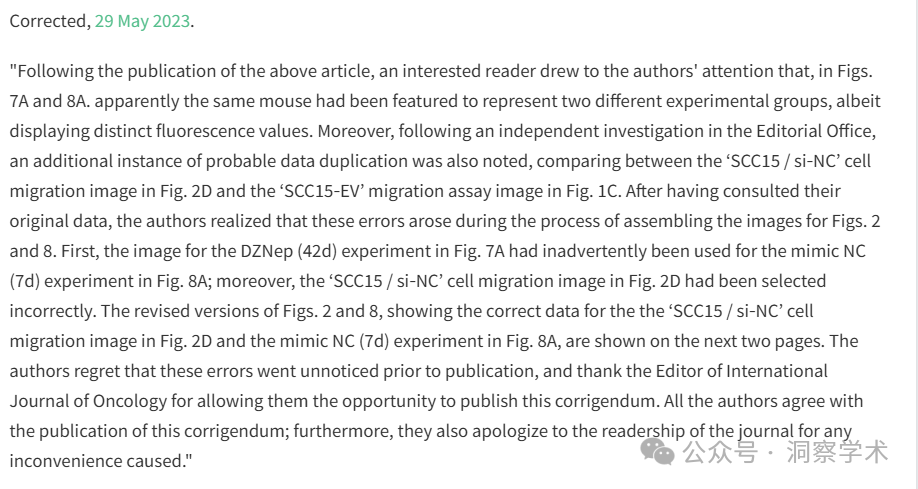 Corrected, 29 May 2023.
"Following the publication of the above article, an interested reader drew to the authors' attention that, in Figs.
7A and 8A. apparently the same mouse had been featured to represent two different experimental groups, albeit
displaying distinct fluorescence values. Moreover, following an independent investigation in the Editorial Office,
an additional instance of probable data duplication was also noted, comparing between the ‘SCC15 / si-NC’ cell
migration image in Fig. 2D and the ‘SCC15-EV’ migration assay image in Fig. 1C. After having consulted their
original data, the authors realized that these errors arose during the process of assembling the images for Figs. 2
and 8. First, the image for the DZNep (42d) experiment in Fig. 7A had inadvertently been used for the mimic NC
(7d) experiment in Fig. 8A; moreover, the ‘SCC15 / si-NC’ cell migration image in Fig. 2D had been selected
incorrectly. The revised versions of Figs. 2 and 8, showing the correct data for the the ‘SCC15 / si-NC’ cell
migration image in Fig. 2D and the mimic NC (7d) experiment in Fig. 8A, are shown on the next two pages. The
authors regret that these errors went unnoticed prior to publication, and thank the Editor of International
Journal of Oncology for allowing them the opportunity to publish this corrigendum. All the authors agree with
the publication of this corrigendum; furthermore, they also apologize to the readership of the journal for any
inconvenience caused."
公众号 · 洞察学术